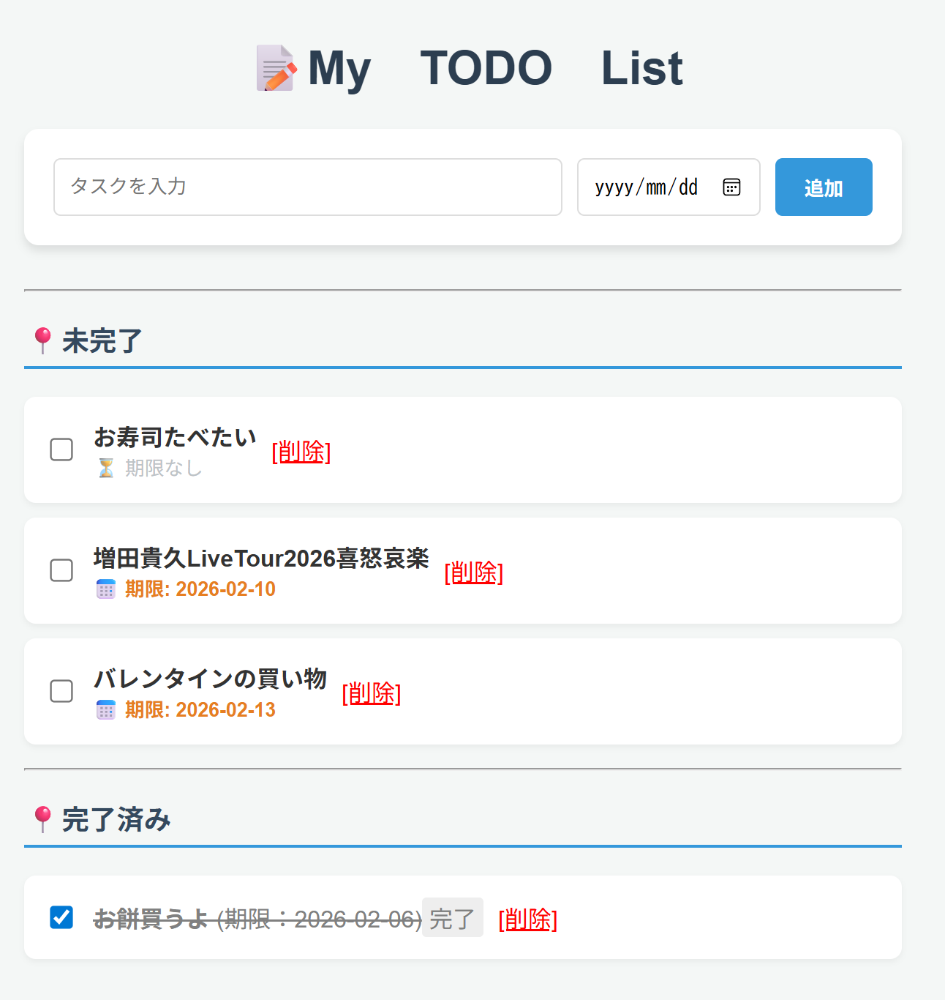 📝My　TODO　List
タスクを入力
yyyy/mm/dd
追加
📍未完了
お寿司たべたい
[削除]
⏳ 期限なし
増田貴久LiveTour2026喜怒哀楽
[削除]
📅 期限: 2026-02-10
バレンタインの買い物
[削除]
📅 期限: 2026-02-13
📍完了済み
お餅買うよ (期限：2026-02-06)完了 [削除]